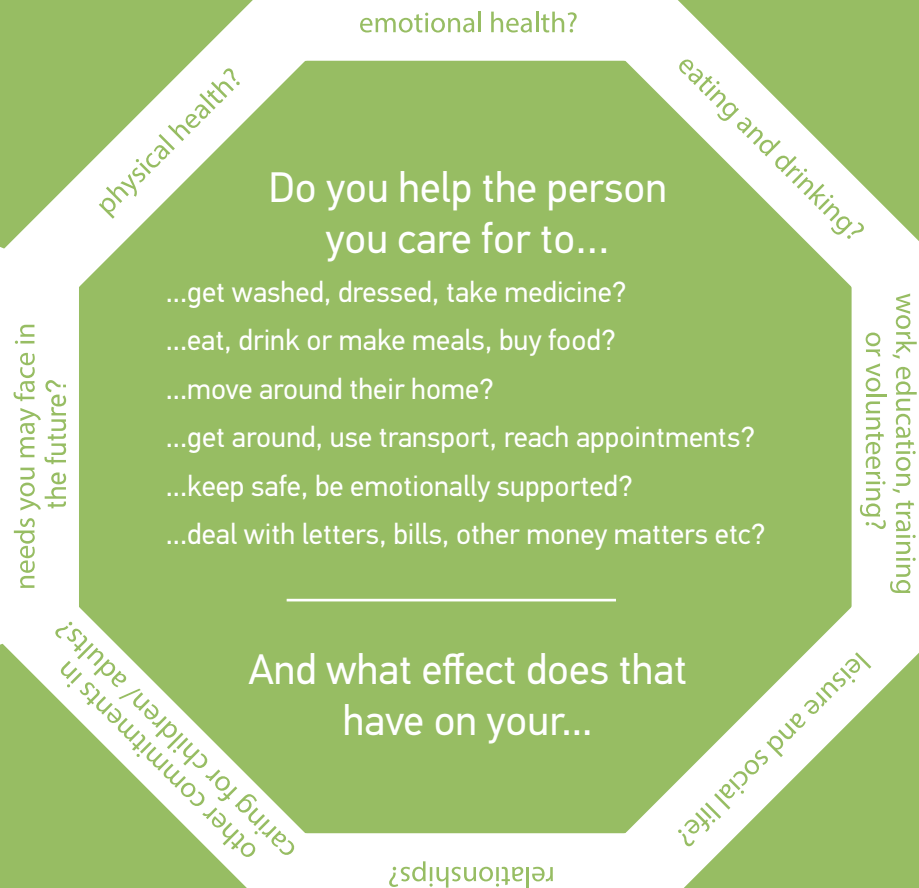 emotional health?
eating and drinking?
work, education, training
or volunteering?
leisure and social life?
relationships?
other commitments in
caring for children/ adults?
needs you may face in
the future?
physical health?
Do you help the person
you care for to...
...get washed, dressed, take medicine?
...eat, drink or make meals, buy food?
...move around their home?
...get around, use transport, reach appointments?
...keep safe, be emotionally supported?
...deal with letters, bills, other money matters etc?
And what effect does that
have on your...